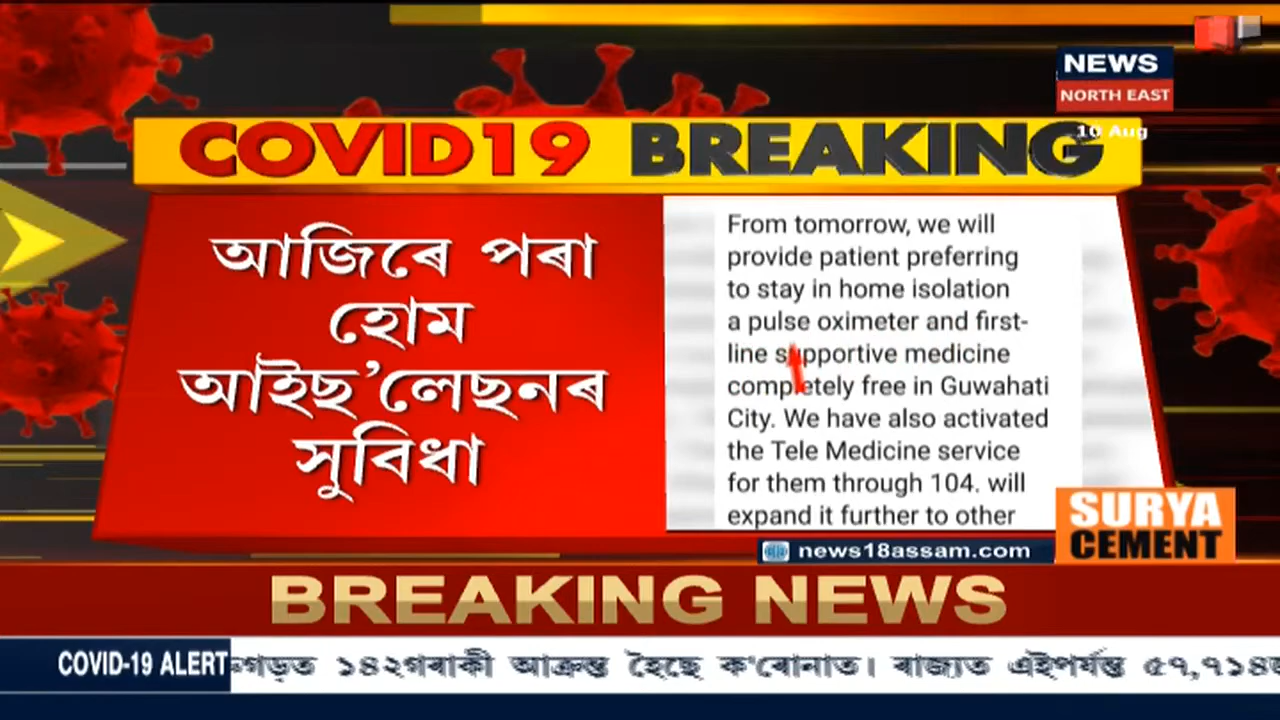 NEWS
NORTH EAST
10 Aug
COVID19 BREAKING
আজিৰে পৰা
হোম
আইছ'লেছনৰ
সুবিধা
From tomorrow, we will
provide patient preferring
to stay in home isolation
a pulse oximeter and first-
line supportive medicine
completely free in Guwahati
City. We have also activated
the Tele Medicine service
for them through 104. will
expand it further to other
SURYA
CEMENT
news18assam.com
BREAKING NEWS
COVID-19 ALERT
১৪২গৰাকী আক্ৰান্ত হৈছে ক'ৰোনাত। ৰাজ্যত এইপৰ্যন্ত ৫৭,৭১৪